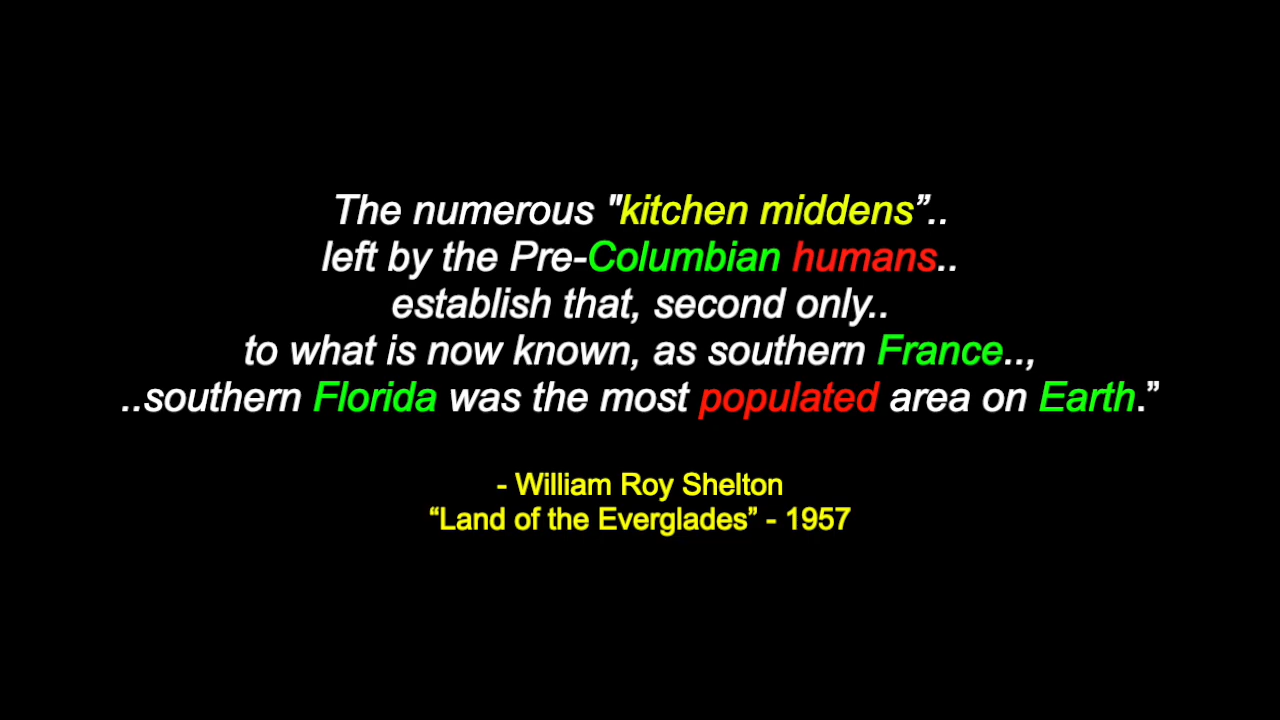 The numerous "kitchen middens”..
left by the Pre-Columbian humans..
establish that, second only..
to what is now known, as southern France..,
..southern Florida was the most populated area on Earth.”
- William Roy Shelton
“Land of the Everglades” - 1957